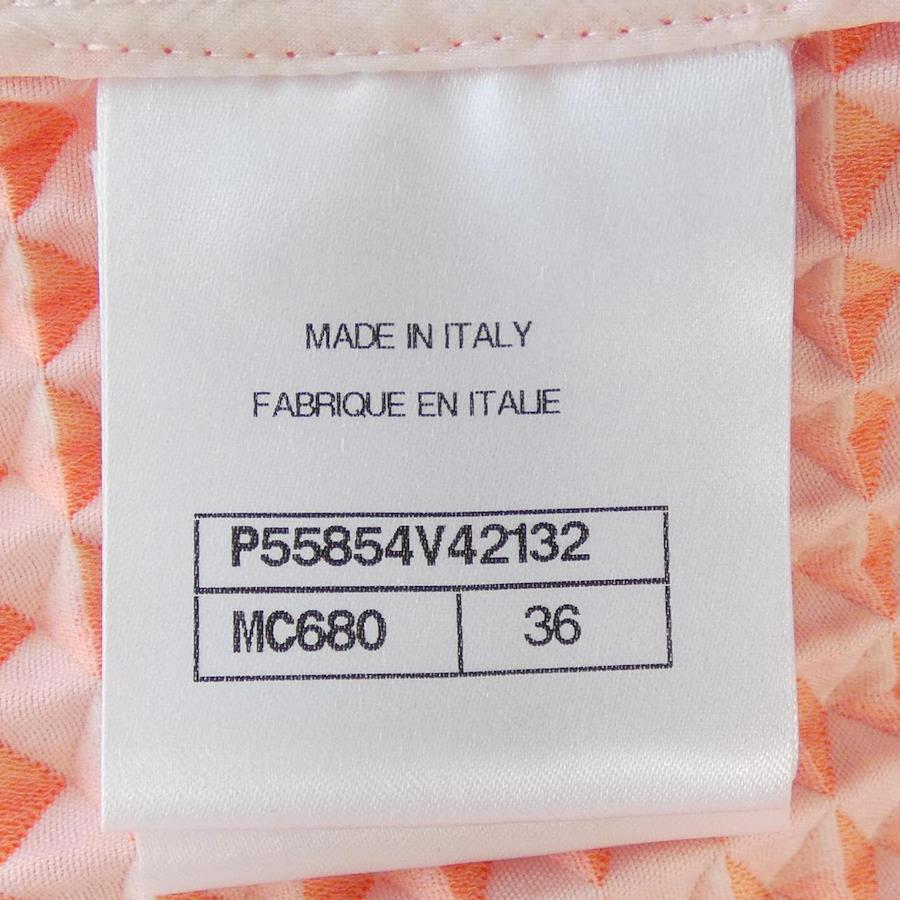 MADE IN ITALY
FABRIQUE EN ITALIE
P55854V42132
MC680 36